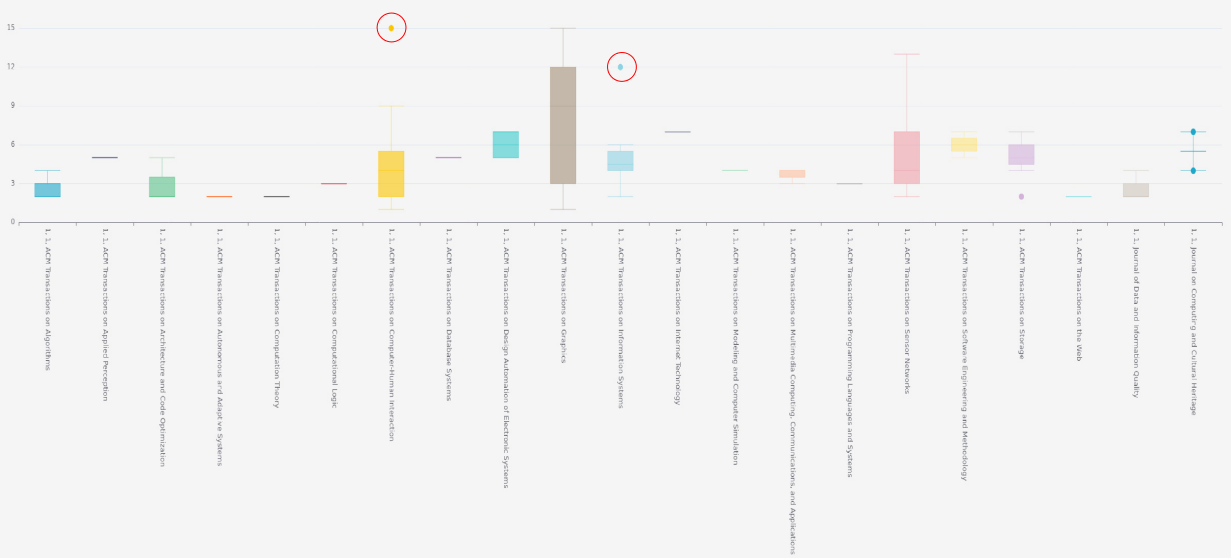 15
12
9
6
3
0
1, 1, ACM Transactions on Algorithms
1, 1, ACM Transactions on Applied Perception
1, 1, ACM Transactions on Architecture and Code Optimization
1, 1, ACM Transactions on Autonomous and Adaptive Systems
1, 1, ACM Transactions on Computation Theory
1, 1, ACM Transactions on Computational Logic
1, 1, ACM Transactions on Computer-Human Interaction
1, 1, ACM Transactions on Database Systems
1, 1, ACM Transactions on Design Automation of Electronic Systems
1, 1, ACM Transactions on Graphics
1, 1, ACM Transactions on Information Systems
1, 1, ACM Transactions on Internet Technology
1, 1, ACM Transactions on Modeling and Computer Simulation
1, 1, ACM Transactions on Multimedia Computing, Communications, and Applications
1, 1, ACM Transactions on Programming Languages and Systems
1, 1, ACM Transactions on Sensor Networks
1, 1, ACM Transactions on Software Engineering and Methodology
1, 1, ACM Transactions on Storage
1, 1, ACM Transactions on the Web
1, 1, Journal of Data and Information Quality
1, 1, Journal on Computing and Cultural Heritage